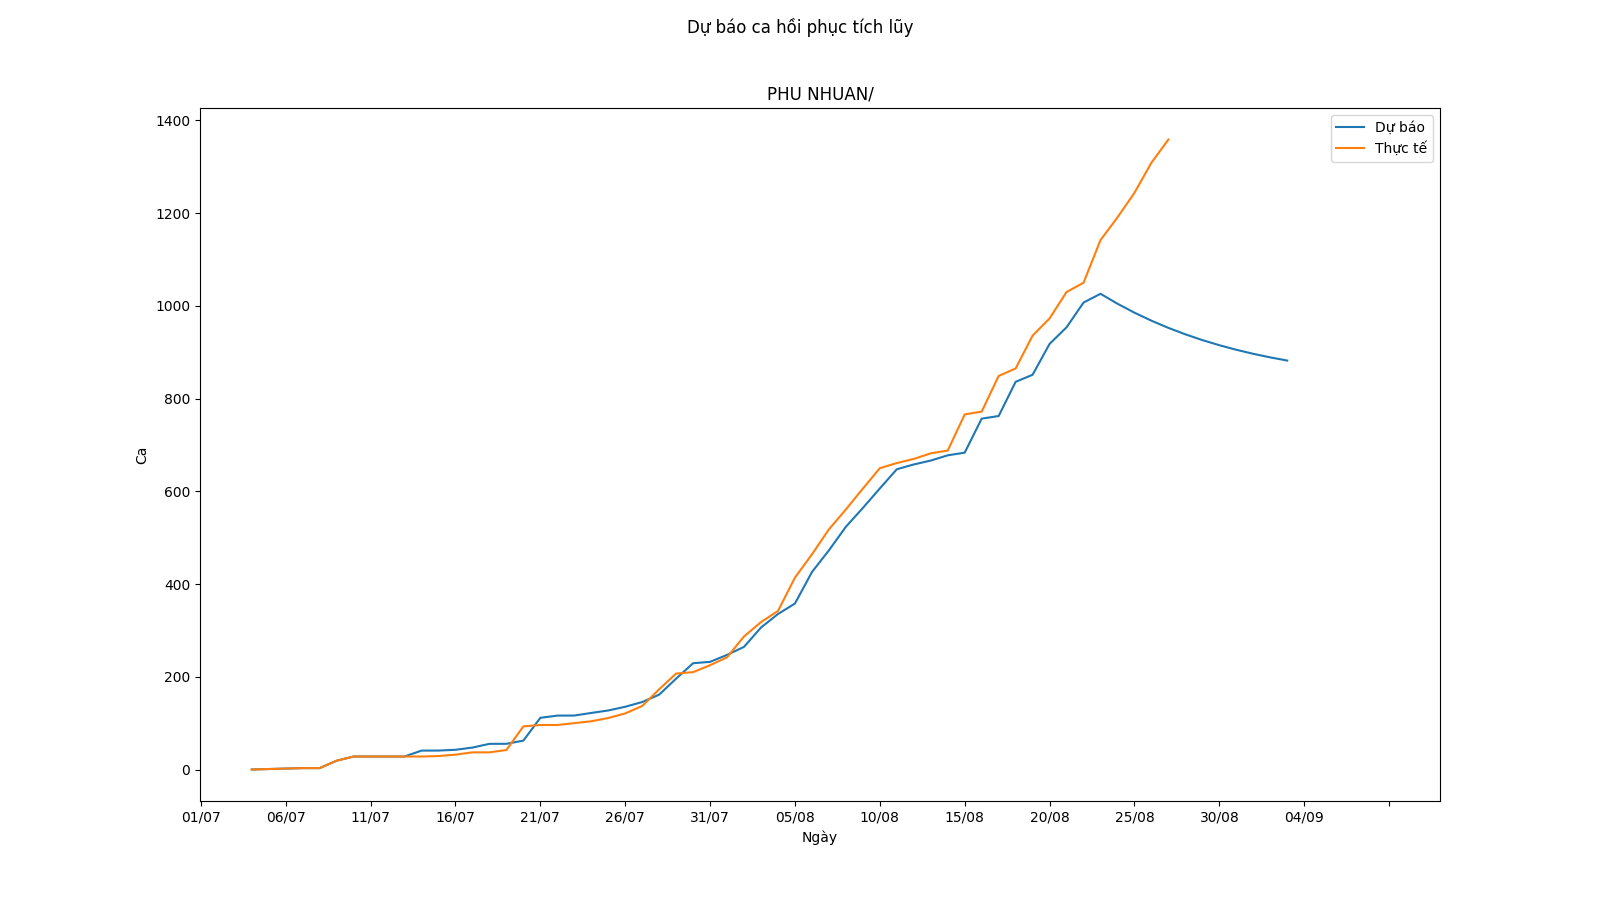 Dự báo ca hồi phục tích lũy
PHU NHUAN/
Dự báo
Thực tế
1400
1200
1000
800
600
400
200
0
Ca
01/07 06/07 11/07 16/07 21/07 26/07 31/07 05/08 10/08 15/08 20/08 25/08 30/08 04/09
Ngày